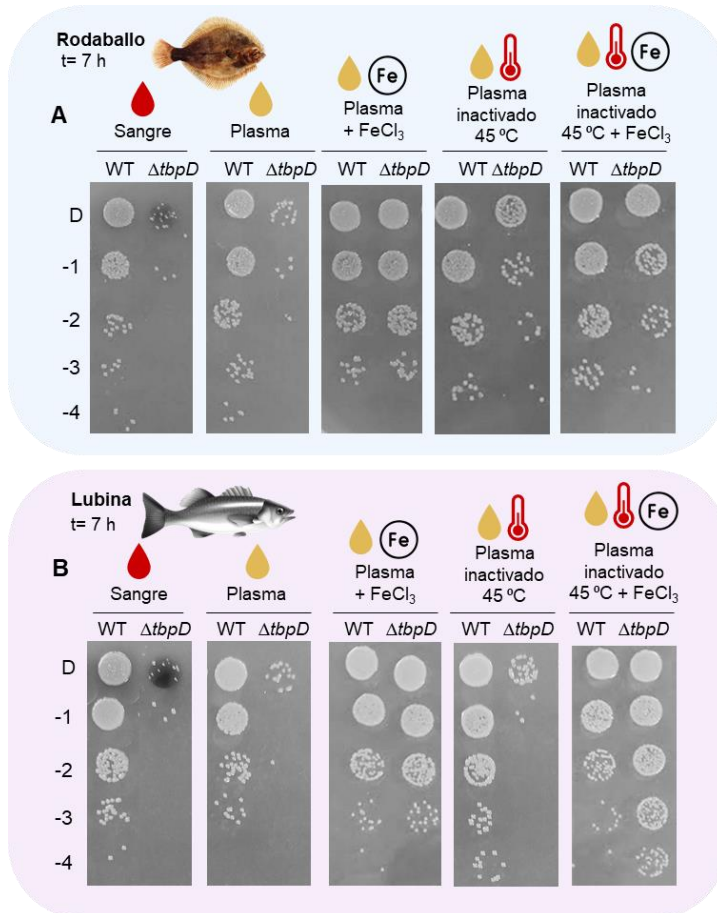 Rodaballo
t= 7 h
A
Sangre
Plasma
Fe
Plasma
+ FeCl₃
Plasma
inactivado
45 ºC
Fe
Plasma
inactivado
45 ºC + FeCl₃
WT ΔtbpD WT ΔtbpD WT ΔtbpD WT ΔtbpD WT ΔtbpD
D
-1
-2
-3
-4
Lubina
t= 7 h
B
Sangre
Plasma
Fe
Plasma
+ FeCl₃
Plasma
inactivado
45 ºC
Fe
Plasma
inactivado
45 ºC + FeCl₃
WT ΔtbpD WT ΔtbpD WT ΔtbpD WT ΔtbpD WT ΔtbpD
D
-1
-2
-3
-4